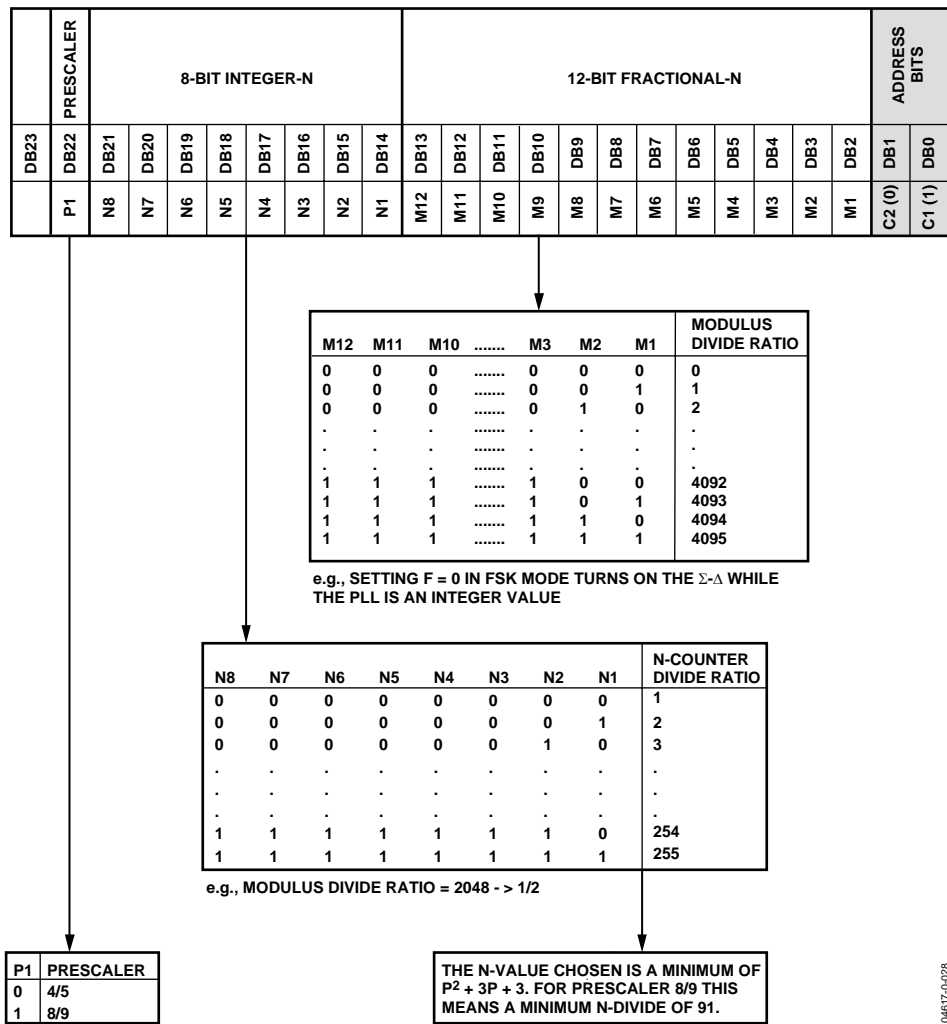 PRESCALER
8-BIT INTEGER-N
12-BIT FRACTIONAL-N
ADDRESS
BITS
DB23 DB22 DB21 DB20 DB19 DB18 DB17 DB16 DB15 DB14 DB13 DB12 DB11 DB10 DB9 DB8 DB7 DB6 DB5 DB4 DB3 DB2 DB1 DB0
P1 N8 N7 N6 N5 N4 N3 N2 N1 M12 M11 M10 M9 M8 M7 M6 M5 M4 M3 M2 M1 C2 (0) C1 (1)
MODULUS
M12 M11 M10 ....... M3 M2 M1 DIVIDE RATIO
0 0 0 ....... 0 0 0 0
0 0 0 ....... 0 0 1 1
0 0 0 ....... 0 1 0 2
. . . ....... . . . .
. . . ....... . . . .
. . . ....... . . . .
1 1 1 ....... 1 0 0 4092
1 1 1 ....... 1 0 1 4093
1 1 1 ....... 1 1 0 4094
1 1 1 ....... 1 1 1 4095
e.g., SETTING F = 0 IN FSK MODE TURNS ON THE Σ-Δ WHILE
THE PLL IS AN INTEGER VALUE
N-COUNTER
N8 N7 N6 N5 N4 N3 N2 N1 DIVIDE RATIO
0 0 0 0 0 0 0 0 1
0 0 0 0 0 0 0 1 2
0 0 0 0 0 0 1 0 3
. . . . . . . . .
. . . . . . . . .
. . . . . . . . .
1 1 1 1 1 1 1 0 254
1 1 1 1 1 1 1 1 255
e.g., MODULUS DIVIDE RATIO = 2048 - > 1/2
P1 PRESCALER
0 4/5
1 8/9
THE N-VALUE CHOSEN IS A MINIMUM OF
P² + 3P + 3. FOR PRESCALER 8/9 THIS
MEANS A MINIMUM N-DIVIDE OF 91.
04617-0-028